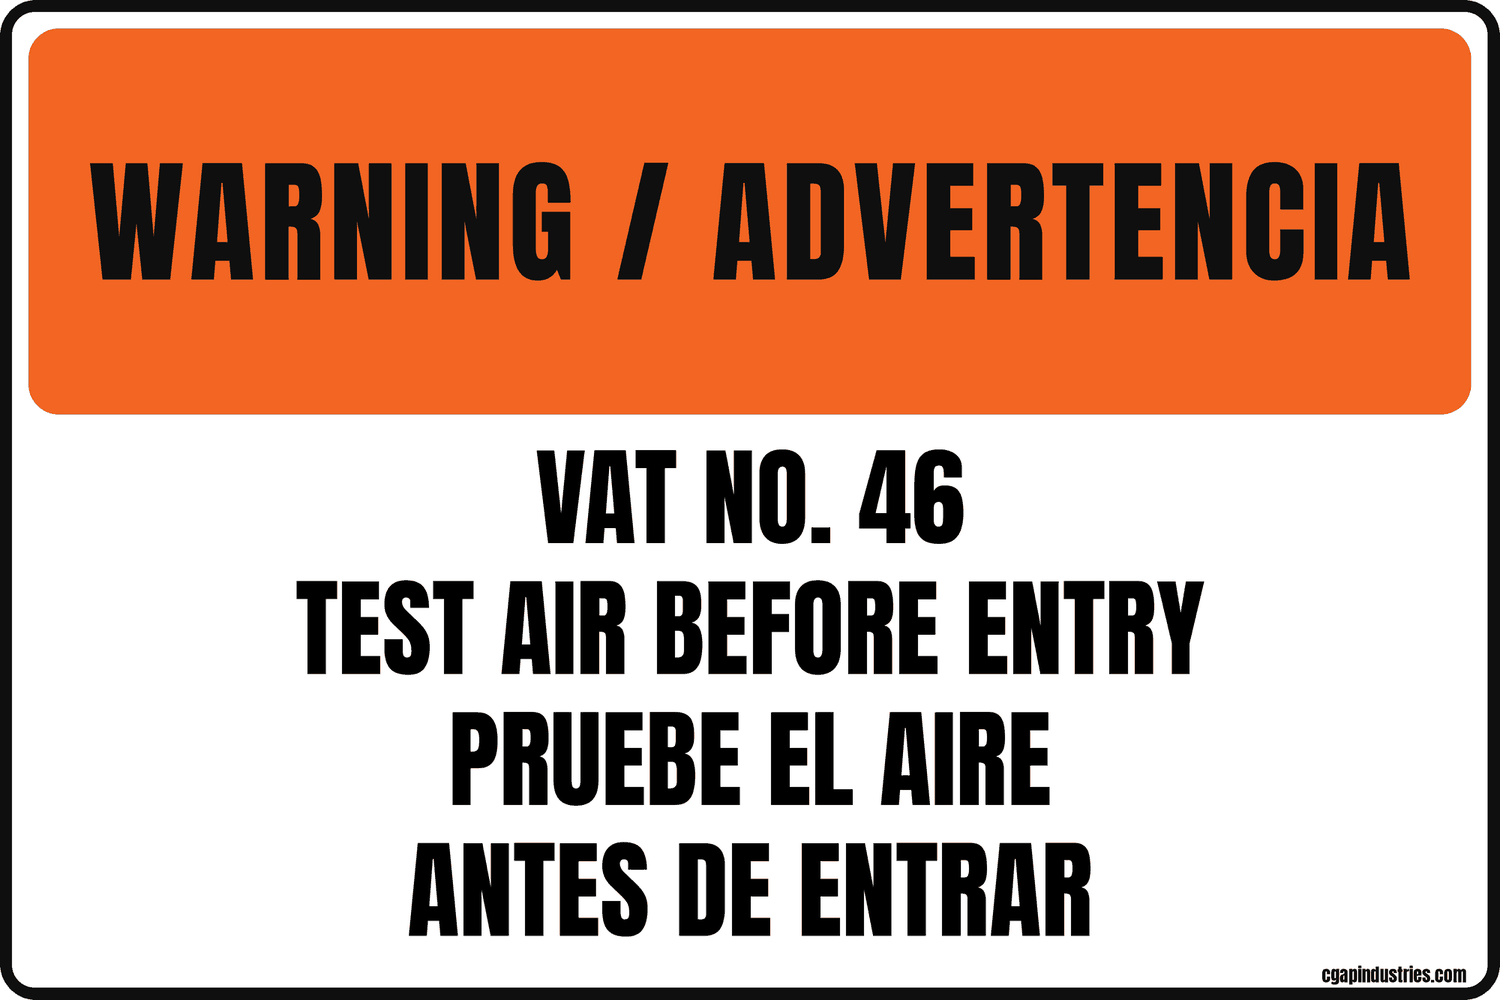 WARNING / ADVERTENCIA
VAT NO. 46
TEST AIR BEFORE ENTRY
PRUEBE EL AIRE
ANTES DE ENTRAR
cgapindustries.com